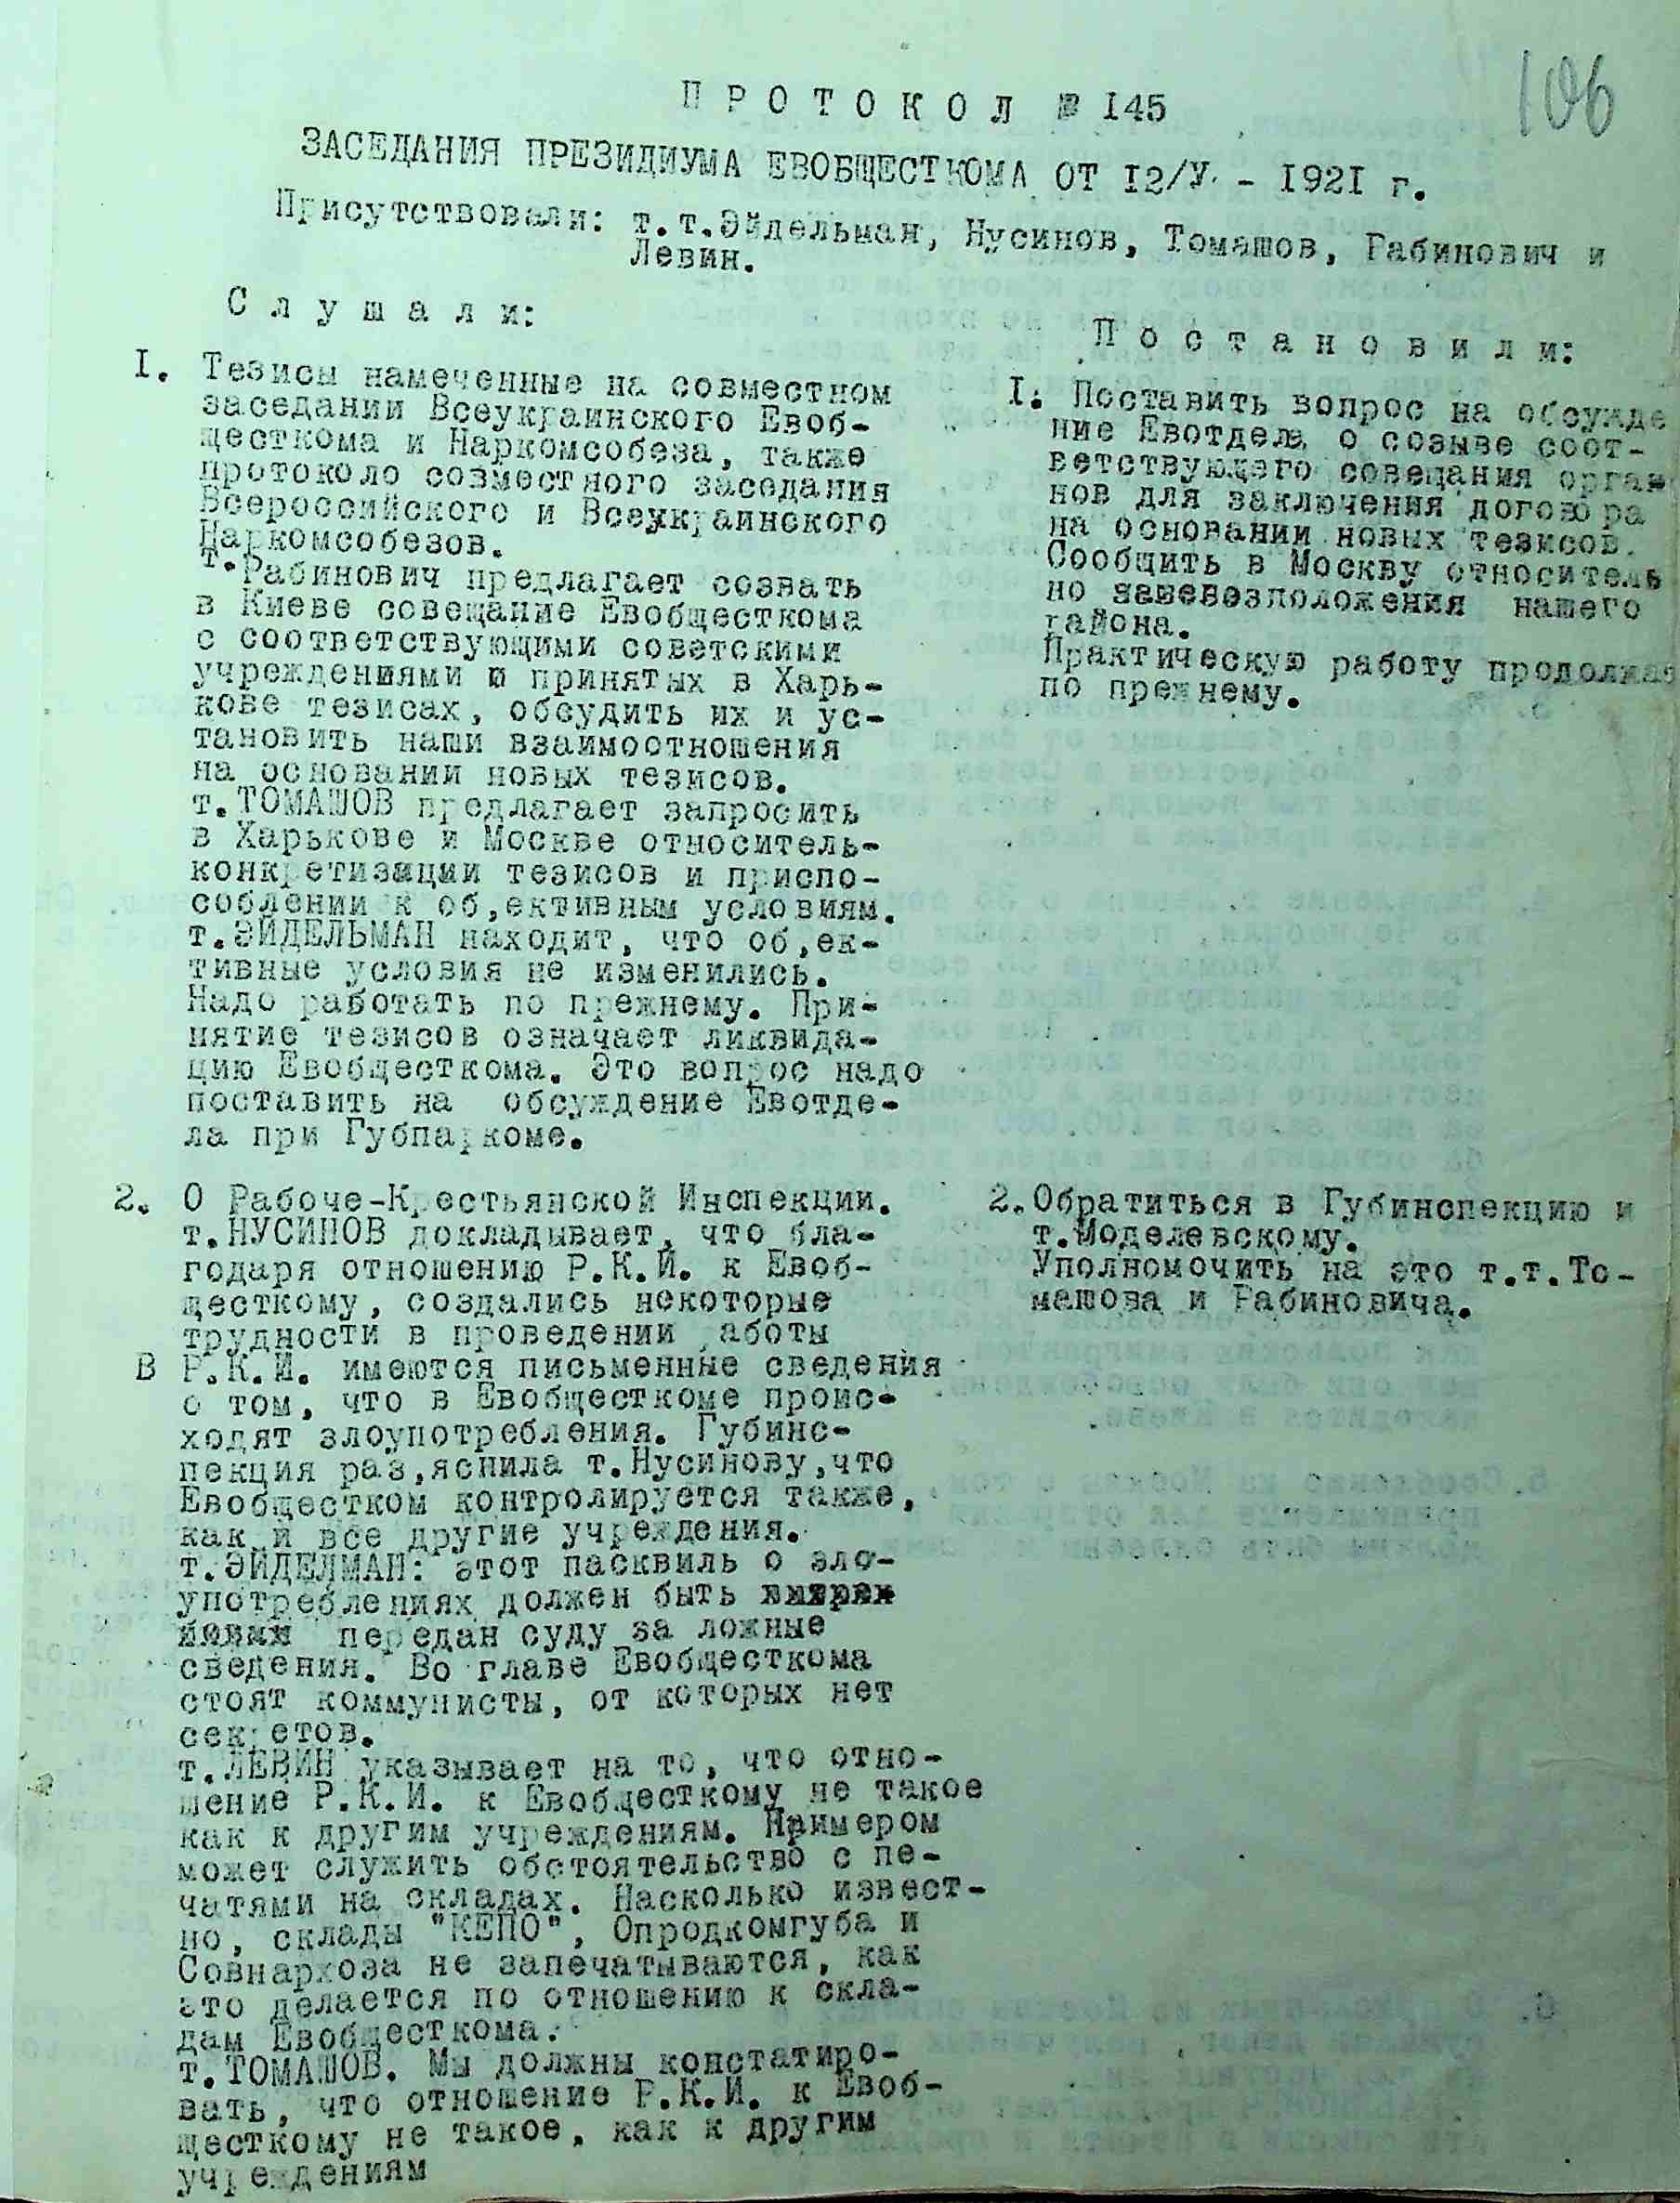 106
П Р О Т О К О Л № I45
ЗАСЕДАНИЯ ПРЕЗИДИУМА ЕВОБЩЕСТКОМА ОТ I2/У. - I92I г.
Присутствовали: т.т.Эйдельман, Нусинов, Томашов, Рабинович и
Левин.
С л у ш а л и:
I. Тезисы намеченные на совместном
заседании Всеукраинского Евоб-
щесткома и Наркомсобеза, также
протоколо совместного заседания
Всероссийского и Всеукраинского
Наркомсобезов.
т.Рабинович предлагает созвать
в Киеве совещание Евобщесткома
с соответствующими советскими
учреждениями о принятых в Харь-
кове тезисах, обсудить их и ус-
тановить наши взаимоотношения
на основании новых тезисов.
т.ТОМАШОВ предлагает запросить
в Харькове и Москве относитель-
конкретизации тезисов и приспо-
соблении к об,ективным условиям.
т.ЭЙДЕЛЬМАН находит, что об,ек-
тивные условия не изменились.
Надо работать по прежнему. При-
нятие тезисов означает ликвида-
цию Евобщесткома. Это вопрос надо
поставить на обсуждение Евотде-
ла при Губпаркоме.
2. О Рабоче-Крестьянской Инспекции.
т.НУСИНОВ докладывает, что бла-
годаря отношению Р.К.И. к Евоб-
щесткому, создались некоторые
трудности в проведении работы
В Р.К.И. имеются письменные сведения
о том, что в Евобщесткоме проис-
ходят злоупотребления. Губинс-
пекция раз,яснила т.Нусинову,что
Евобщестком контролируется также,
как и все другие учреждения.
т.ЭЙДЕЛМАН: этот пасквиль о зло-
употреблениях должен быть
передан суду за ложные
сведения. Во главе Евобщесткома
стоят коммунисты, от которых нет
секретов.
т.ЛЕВИН указывает на то, что отно-
шение Р.К.И. к Евобщесткому не такое
как к другим учреждениям. Примером
может служить обстоятельство с пе-
чатями на складах. Насколько извест-
но, склады "КЕПО", Опродкомгуба и
Совнархоза не запечатываются, как
это делается по отношению к скла-
дам Евобщесткома.
т.ТОМАШОВ. Мы должны констатиро-
вать, что отношение Р.К.И. к Евоб-
щесткому не такое, как к другим
учреждениям
П о с т а н о в и л и:
I. Поставить вопрос на обсужде
ние Евотдела о созыве соот-
ветствующего совещания орган
нов для заключения договора
на основании новых тезисов.
Сообщить в Москву относитель
но положения нашего
района.
Практическую работу продолжа
по прежнему.
2.Обратиться в Губинспекцию и
т.Моделевскому.
Уполномочить на это т.т.То-
машова и Рабиновича.